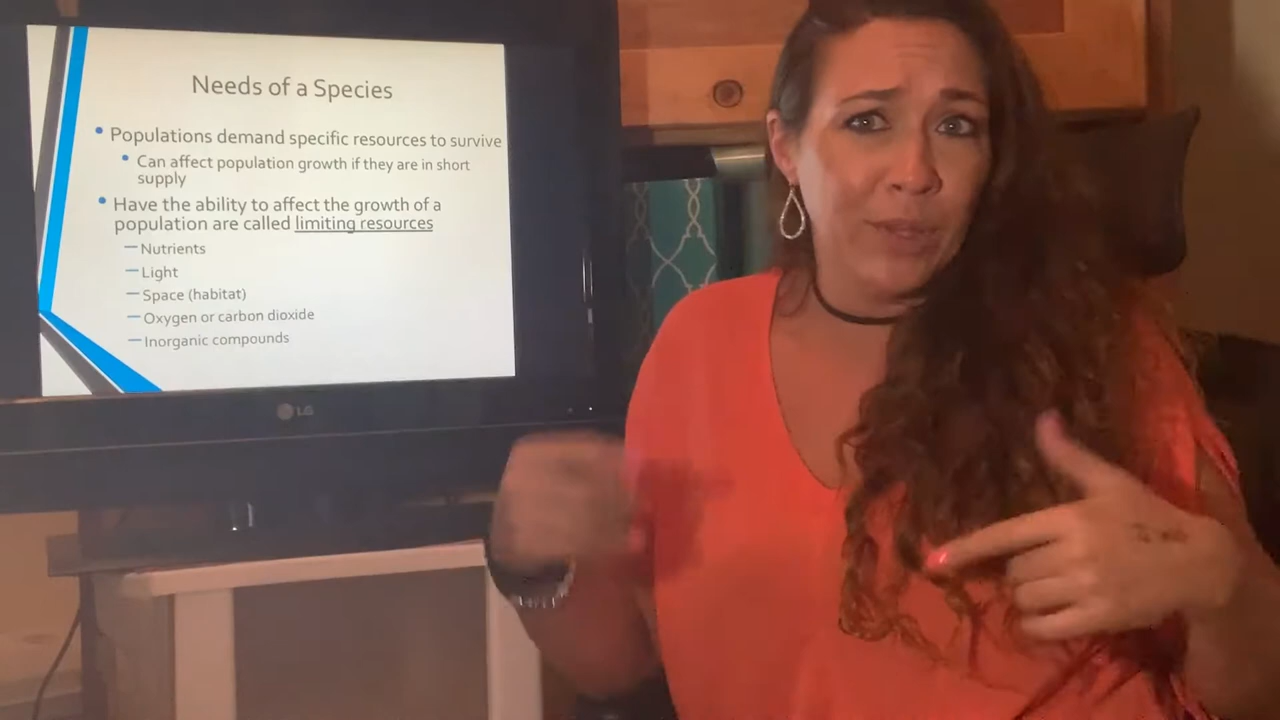 Needs of a Species
• Populations demand specific resources to survive
• Can affect population growth if they are in short
supply
• Have the ability to affect the growth of a
population are called limiting resources
— Nutrients
— Light
— Space (habitat)
— Oxygen or carbon dioxide
— Inorganic compounds
LG